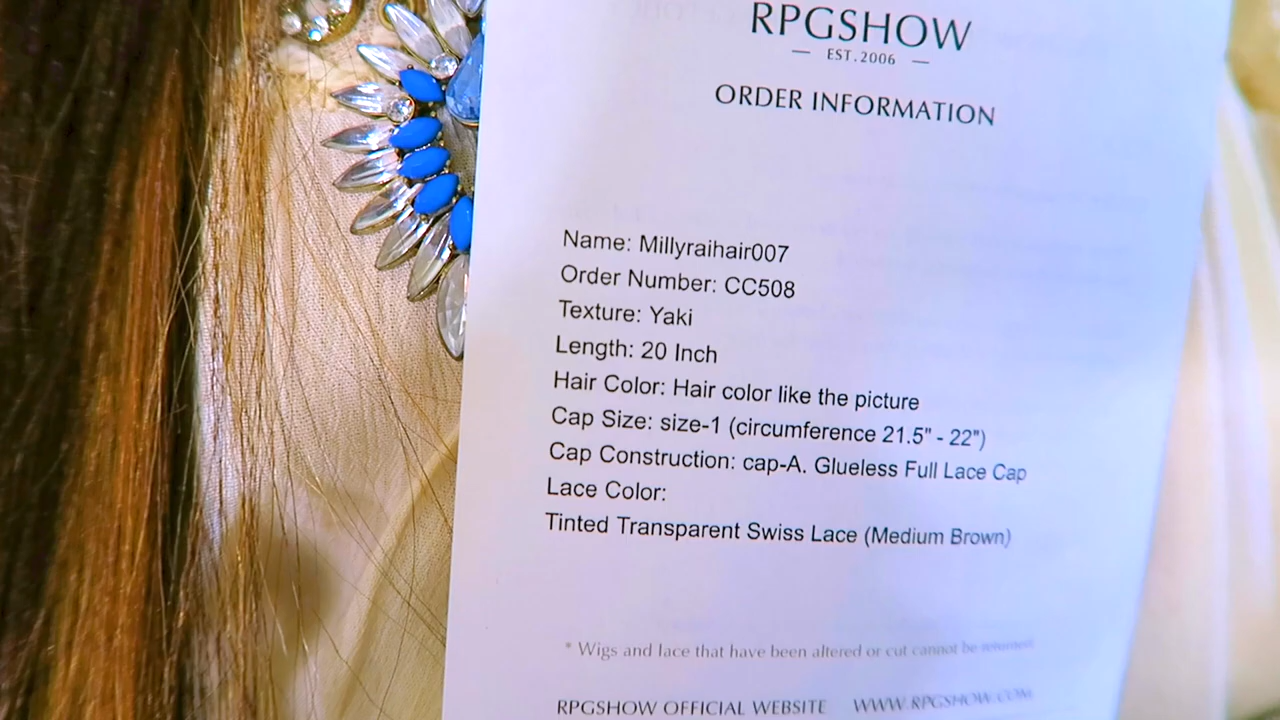 RPGSHOW
— EST.2006 —
ORDER INFORMATION
Name: Millyraihair007
Order Number: CC508
Texture: Yaki
Length: 20 Inch
Hair Color: Hair color like the picture
Cap Size: size-1 (circumference 21.5" - 22")
Cap Construction: cap-A. Glueless Full Lace Cap
Lace Color:
Tinted Transparent Swiss Lace (Medium Brown)
* Wigs and lace that have been altered or cut cannot be returned
RPGSHOW OFFICIAL WEBSITE WWW.RPGSHOW.COM